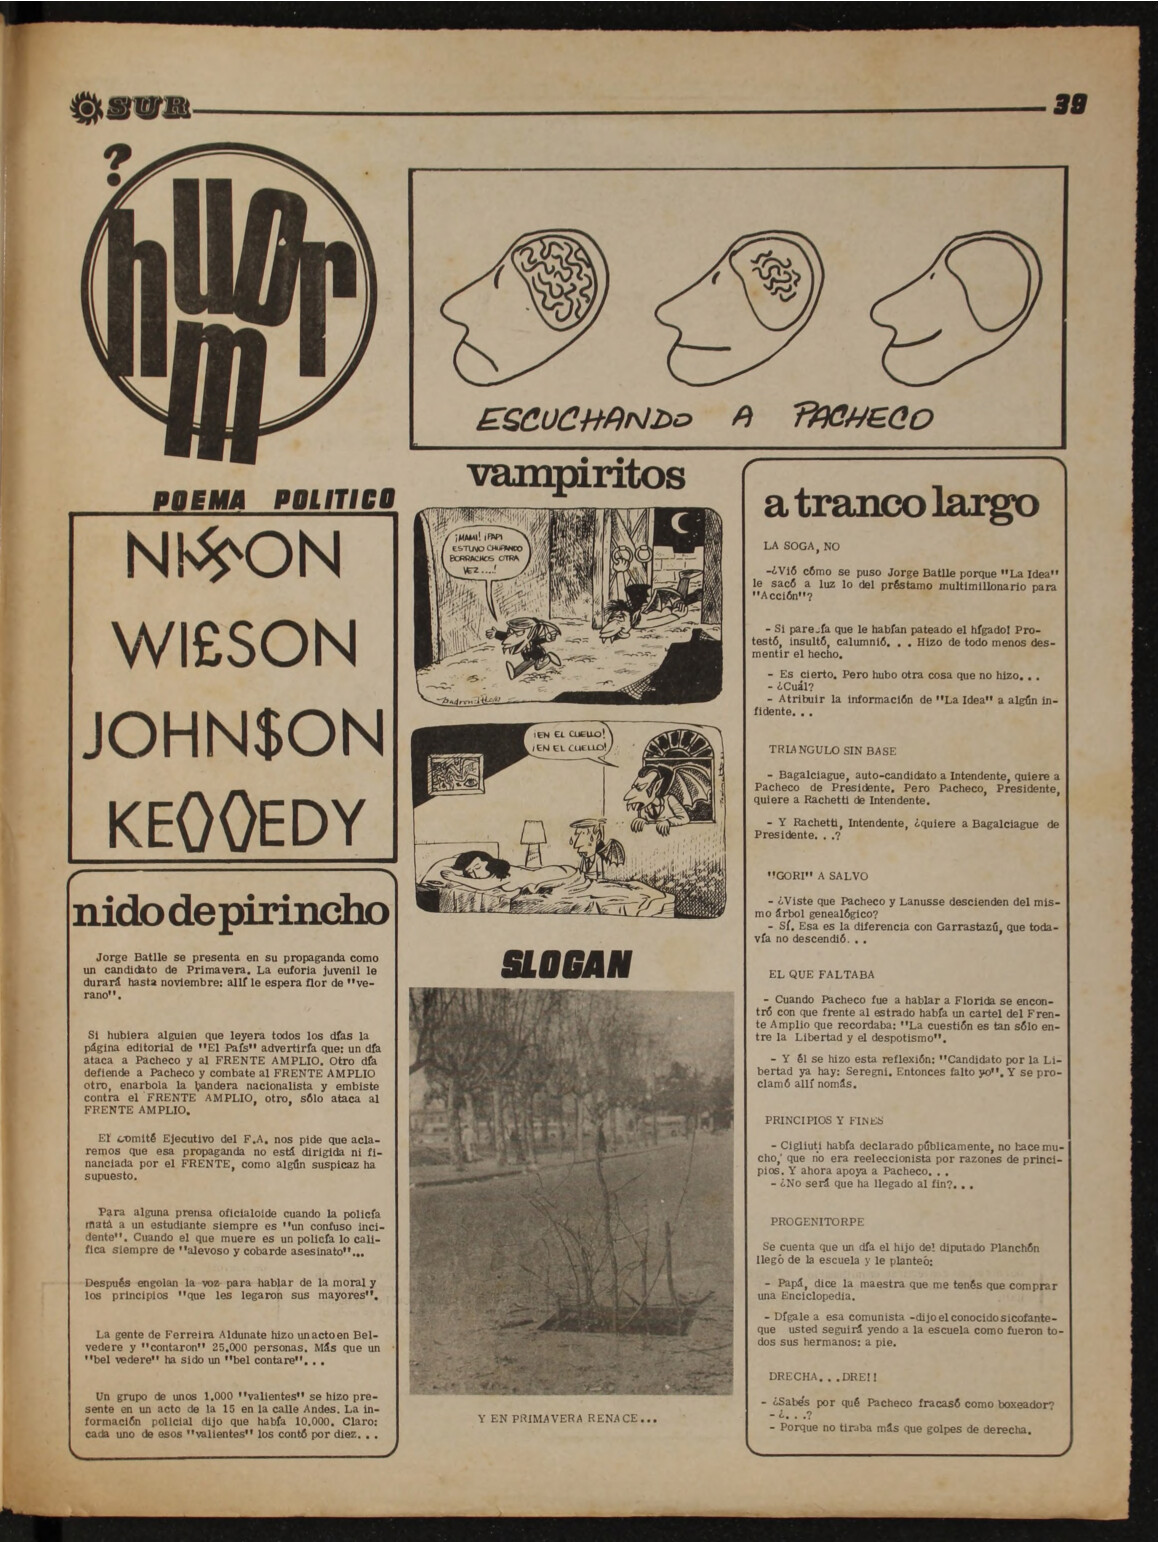 SUR
39
?
humor
ESCUCHANDO A PACHECO
POEMA POLITICO
NIXON
WI£SON
JOHN$ON
KENNEDY
nido de pirincho
Jorge Batlle se presenta en su propaganda como
un candidato de Primavera. La euforia juvenil le
durará hasta noviembre: allí le espera flor de "ve-
rano".
Si hubiera alguien que leyera todos los días la
página editorial de "El País" advertiría que: un día
ataca a Pacheco y al FRENTE AMPLIO. Otro día
defiende a Pacheco y combate al FRENTE AMPLIO
otro, enarbola la bandera nacionalista y embiste
contra el FRENTE AMPLIO, otro, sólo ataca al
FRENTE AMPLIO.
El Comité Ejecutivo del F.A. nos pide que acla-
remos que esa propaganda no está dirigida ni fi-
nanciada por el FRENTE, como algún suspicaz ha
supuesto.
Para alguna prensa oficialoide cuando la policía
matá a un estudiante siempre es "un confuso inci-
dente". Cuando el que muere es un policía lo cali-
fica siempre de "alevoso y cobarde asesinato"...
Después engolan la voz para hablar de la moral y
los principios "que les legaron sus mayores".
La gente de Ferreira Aldunate hizo un acto en Bel-
vedere y "contaron" 25.000 personas. Más que un
"bel vedere" ha sido un "bel contare"...
Un grupo de unos 1.000 "valientes" se hizo pre-
sente en un acto de la 15 en la calle Andes. La in-
formación policial dijo que había 10.000. Claro:
cada uno de esos "valientes" los contó por diez...
vampiritos
¡MAMI! ¡PAPI
ESTUVO CHUPANDO
BORRACHOS OTRA
VEZ....!
¡EN EL CUELLO!
¡EN EL CUELLO!
SLOGAN
Y EN PRIMAVERA RENACE...
a tranco largo
LA SOGA, NO
-¿Vió cómo se puso Jorge Batlle porque "La Idea"
le sacó a luz lo del préstamo multimillonario para
"Acción"?
- Si parecía que le habían pateado el hígado! Pro-
testó, insultó, calumnió. . . Hizo de todo menos des-
mentir el hecho.
- Es cierto. Pero hubo otra cosa que no hizo. . .
- ¿Cuál?
- Atribuir la información de "La Idea" a algún in-
fidente. . .
TRIANGULO SIN BASE
- Bagalciague, auto-candidato a Intendente, quiere a
Pacheco de Presidente. Pero Pacheco, Presidente,
quiere a Rachetti de Intendente.
- Y Rachetti, Intendente, ¿quiere a Bagalciague de
Presidente. . .?
"GORI" A SALVO
- ¿Viste que Pacheco y Lanusse descienden del mis-
mo árbol genealógico?
- Sí. Esa es la diferencia con Garrastazú, que toda-
vía no descendió. . .
EL QUE FALTABA
- Cuando Pacheco fue a hablar a Florida se encon-
tró con que frente al estrado había un cartel del Fren-
te Amplio que recordaba: "La cuestión es tan sólo en-
tre la Libertad y el despotismo".
- Y él se hizo esta reflexión: "Candidato por la Li-
bertad ya hay: Seregni. Entonces falto yo". Y se pro-
clamó allí nomás.
PRINCIPIOS Y FINES
- Cigliuti había declarado públicamente, no hace mu-
cho, que no era reeleccionista por razones de princi-
pios. Y ahora apoya a Pacheco. . .
- ¿No será que ha llegado al fin?. . .
PROGENITORPE
Se cuenta que un día el hijo del diputado Planchón
llegó de la escuela y le planteó:
- Papá, dice la maestra que me tenés que comprar
una Enciclopedia.
- Dígale a esa comunista -dijo el conocido sicofante-
que usted seguirá yendo a la escuela como fueron to-
dos sus hermanos: a pie.
DRECHA. . .DRE!!
- ¿Sabés por qué Pacheco fracasó como boxeador?
- ¿. . .?
- Porque no tiraba más que golpes de derecha.